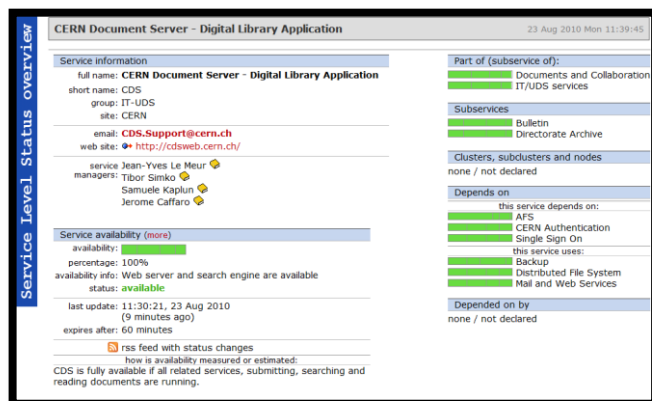 Service Level Status overview
CERN Document Server - Digital Library Application
23 Aug 2010 Mon 11:39:45
Service information
full name: CERN Document Server - Digital Library Application
short name: CDS
group: IT-UDS
site: CERN
email: CDS.Support@cern.ch
web site: http://cdsweb.cern.ch/
service managers: Jean-Yves Le Meur
Tibor Simko
Samuele Kaplun
Jerome Caffaro
Service availability (more)
availability:
percentage: 100%
availability info: Web server and search engine are available
status: available
last update: 11:30:21, 23 Aug 2010
(9 minutes ago)
expires after: 60 minutes
rss feed with status changes
how is availability measured or estimated:
CDS is fully available if all related services, submitting, searching and
reading documents are running.
Part of (subservice of):
Documents and Collaboration
IT/UDS services
Subservices
Bulletin
Directorate Archive
Clusters, subclusters and nodes
none / not declared
Depends on
this service depends on:
AFS
CERN Authentication
Single Sign On
this service uses:
Backup
Distributed File System
Mail and Web Services
Depended on by
none / not declared